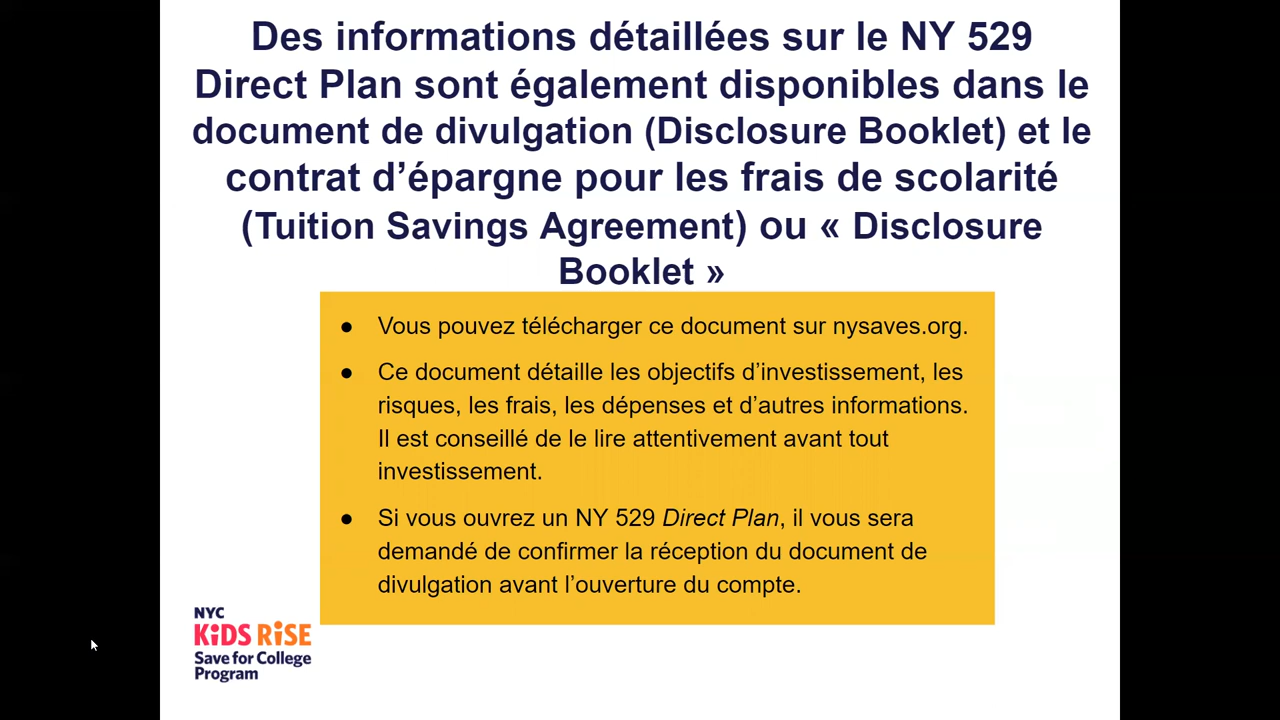 Des informations détaillées sur le NY 529
Direct Plan sont également disponibles dans le
document de divulgation (Disclosure Booklet) et le
contrat d’épargne pour les frais de scolarité
(Tuition Savings Agreement) ou « Disclosure
Booklet »
● Vous pouvez télécharger ce document sur nysaves.org.
● Ce document détaille les objectifs d’investissement, les
risques, les frais, les dépenses et d’autres informations.
Il est conseillé de le lire attentivement avant tout
investissement.
● Si vous ouvrez un NY 529 Direct Plan, il vous sera
demandé de confirmer la réception du document de
divulgation avant l’ouverture du compte.
NYC
KiDS RiSE
Save for College
Program